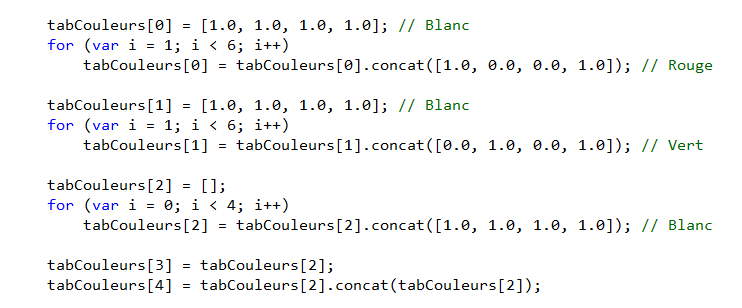 tabCouleurs[0] = [1.0, 1.0, 1.0, 1.0]; // Blanc
for (var i = 1; i < 6; i++)
    tabCouleurs[0] = tabCouleurs[0].concat([1.0, 0.0, 0.0, 1.0]); // Rouge

tabCouleurs[1] = [1.0, 1.0, 1.0, 1.0]; // Blanc
for (var i = 1; i < 6; i++)
    tabCouleurs[1] = tabCouleurs[1].concat([0.0, 1.0, 0.0, 1.0]); // Vert

tabCouleurs[2] = [];
for (var i = 0; i < 4; i++)
    tabCouleurs[2] = tabCouleurs[2].concat([1.0, 1.0, 1.0, 1.0]); // Blanc

tabCouleurs[3] = tabCouleurs[2];
tabCouleurs[4] = tabCouleurs[2].concat(tabCouleurs[2]);